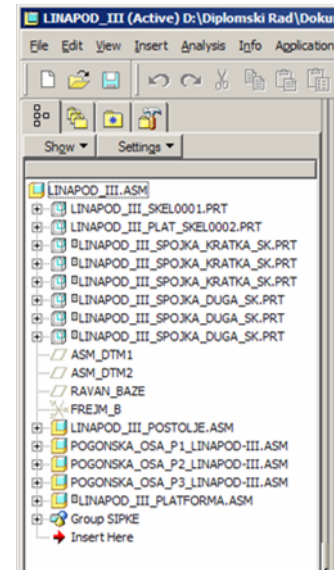 LINAPOD_III (Active) D:\Diplomski Rad\Doku
File Edit View Insert Analysis Info Application
Show Settings
LINAPOD_III.ASM
LINAPOD_III_SKEL0001.PRT
LINAPOD_III_PLAT_SKEL0002.PRT
LINAPOD_III_SPOJKA_KRATKA_SK.PRT
LINAPOD_III_SPOJKA_KRATKA_SK.PRT
LINAPOD_III_SPOJKA_KRATKA_SK.PRT
LINAPOD_III_SPOJKA_DUGA_SK.PRT
LINAPOD_III_SPOJKA_DUGA_SK.PRT
LINAPOD_III_SPOJKA_DUGA_SK.PRT
ASM_DTM1
ASM_DTM2
RAVAN_BAZE
FREJM_B
LINAPOD_III_POSTOLJE.ASM
POGONSKA_OSA_P1_LINAPOD-III.ASM
POGONSKA_OSA_P2_LINAPOD-III.ASM
POGONSKA_OSA_P3_LINAPOD-III.ASM
LINAPOD_III_PLATFORMA.ASM
Group SIPKE
Insert Here